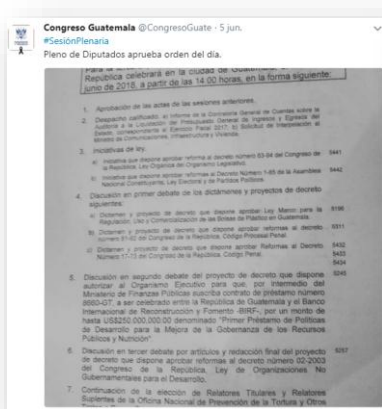 Congreso Guatemala @CongresoGuate · 5 jun.
#SesiónPlenaria
Pleno de Diputados aprueba orden del día.
República celebrará en la ciudad de
junio de 2018, a partir de las 14:00 horas, en forma siguiente:
1. Aprobación de las actas de las sesiones anteriores.
2. Despacho calificado. a) Informe de la Contraloría General de Cuentas sobre la
Auditoría a la Liquidación del Presupuesto General de Ingresos y Egresos del
Estado, correspondiente al Ejercicio Fiscal 2017. b) Solicitud de Interpelación al
Ministro de Comunicaciones, Infraestructura y Vivienda.
3. Iniciativas de ley.
a) Iniciativa que dispone aprobar reforma al decreto número 63-94 del Congreso de 5441
la República, Ley Orgánica del Organismo Legislativo.
b) Iniciativa que dispone aprobar reformas al Decreto Número 1-85 de la Asamblea 5442
Nacional Constituyente, Ley Electoral y de Partidos Políticos.
4. Discusión en primer debate de los dictámenes y proyectos de decreto
siguientes:
a) Dictamen y proyecto de decreto que dispone aprobar Ley Marco para la
Regulación, Uso y Comercialización de las Bolsas de Plástico en Guatemala.
b) Dictamen y proyecto de decreto que dispone aprobar reformas al decreto 5311
número 51-92 del Congreso de la República, Código Procesal Penal.
c) Dictamen y proyecto de decreto que dispone aprobar Reformas al Decreto 5432
Número 17-73 de Congreso de la República, Código Penal. 5433
5434
5. Discusión en segundo debate del proyecto de decreto que dispone
autorizar al Organismo Ejecutivo para que, por intermedio del
Ministerio de Finanzas Públicas suscriba contrato de préstamo número
8660-GT, a ser celebrado entre la República de Guatemala y el Banco
Internacional de Reconstrucción y Fomento -BIRF-, por un monto de
hasta US$250.000,000.00 denominado "Primer Préstamo de Políticas
de Desarrollo para la Mejora de la Gobernanza de los Recursos
Públicos y Nutrición".
6. Discusión en tercer debate por artículos y redacción final del proyecto 5257
de decreto que dispone aprobar reformas al decreto número 02-2003
del Congreso de la República, Ley de Organizaciones No
Gubernamentales para el Desarrollo.
7. Continuación de la elección de Relatores Titulares y Relatores
Suplentes de la Oficina Nacional de Prevención de la Tortura y Otros